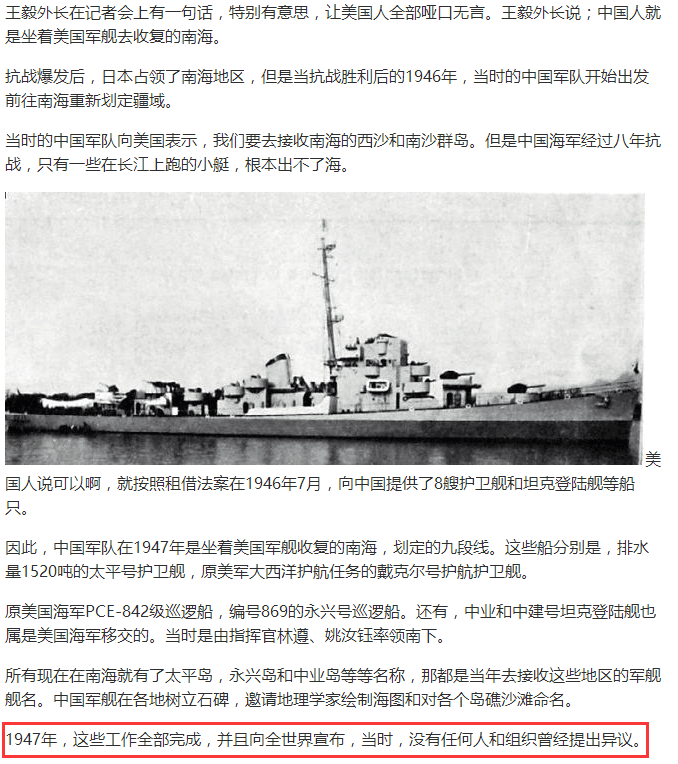 王毅外长在记者会上有一句话，特别有意思，让美国人全部哑口无言。王毅外长说；中国人就
是坐着美国军舰去收复的南海。
抗战爆发后，日本占领了南海地区，但是当抗战胜利后的1946年，当时的中国军队开始出发
前往南海重新划定疆域。
当时的中国军队向美国表示，我们要去接收南海的西沙和南沙群岛。但是中国海军经过八年抗
战，只有一些在长江上跑的小艇，根本出不了海。
美
国人说可以啊，就按照租借法案在1946年7月，向中国提供了8艘护卫舰和坦克登陆舰等船
只。
因此，中国军队在1947年是坐着美国军舰收复的南海，划定的九段线。这些船分别是，排水
量1520吨的太平号护卫舰，原美军大西洋护航任务的戴克尔号护航护卫舰。
原美国海军PCE-842级巡逻船，编号869的永兴号巡逻船。还有，中业和中建号坦克登陆舰也
属是美国海军移交的。当时是由指挥官林遵、姚汝钰率领南下。
所有现在在南海就有了太平岛，永兴岛和中业岛等等名称，那都是当年去接收这些地区的军舰
舰名。中国军舰在各地树立石碑，邀请地理学家绘制海图和对各个岛礁沙滩命名。
1947年，这些工作全部完成，并且向全世界宣布，当时，没有任何人和组织曾经提出异议。